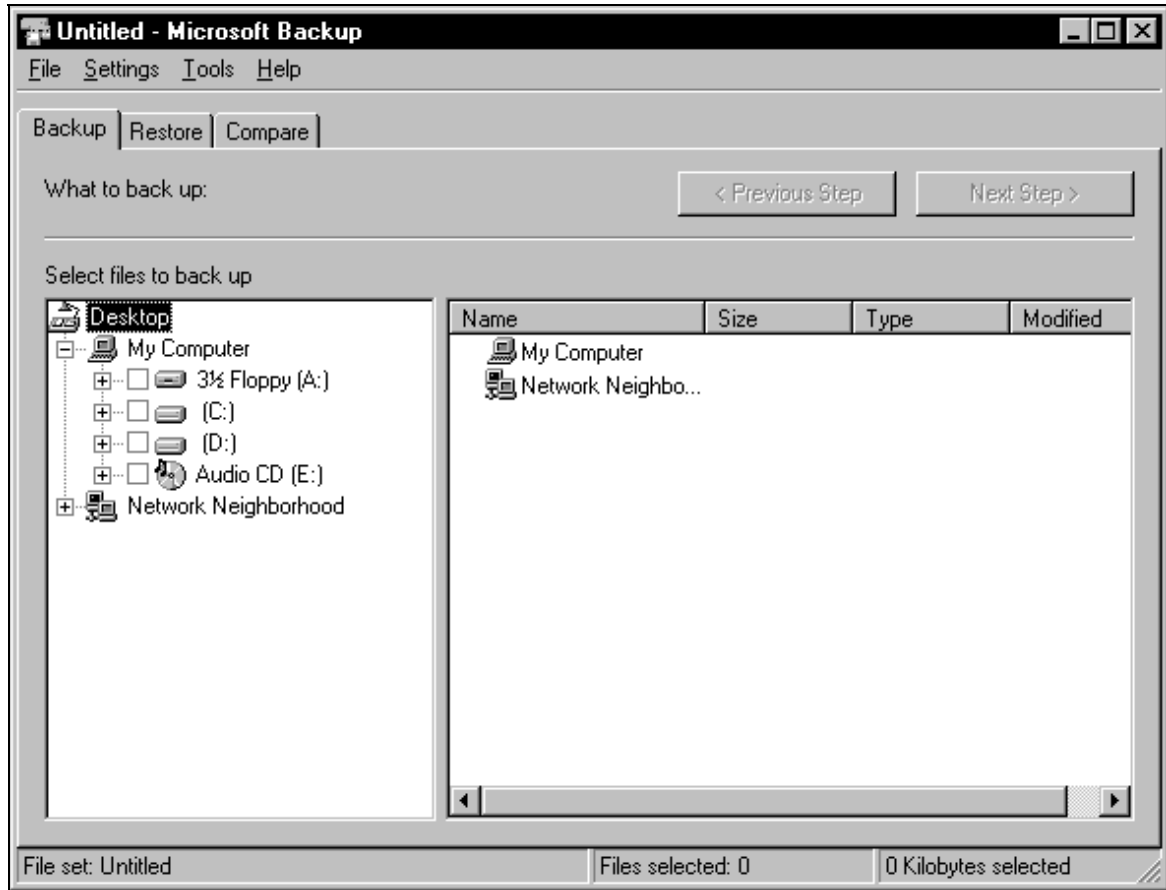 Untitled - Microsoft Backup
File Settings Tools Help
Backup Restore Compare
What to back up: < Previous Step Next Step >
Select files to back up
Desktop
My Computer
3½ Floppy (A:)
(C:)
(D:)
Audio CD (E:)
Network Neighborhood
Name Size Type Modified
My Computer
Network Neighbo...
File set: Untitled Files selected: 0 0 Kilobytes selected